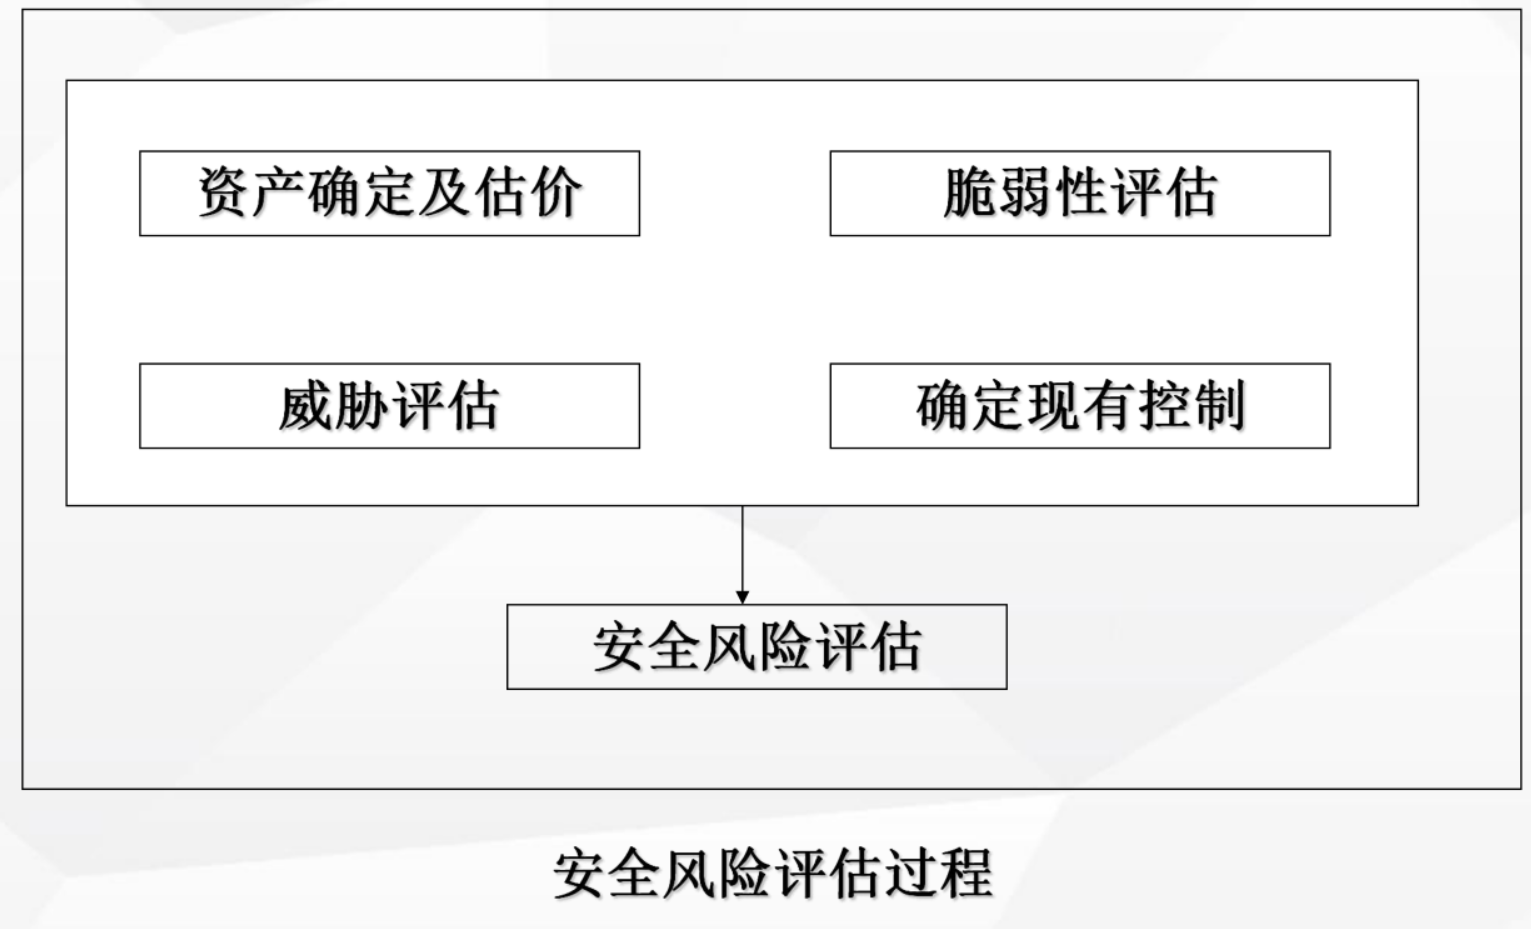 资产确定及估价
脆弱性评估
威胁评估
确定现有控制
安全风险评估
安全风险评估过程